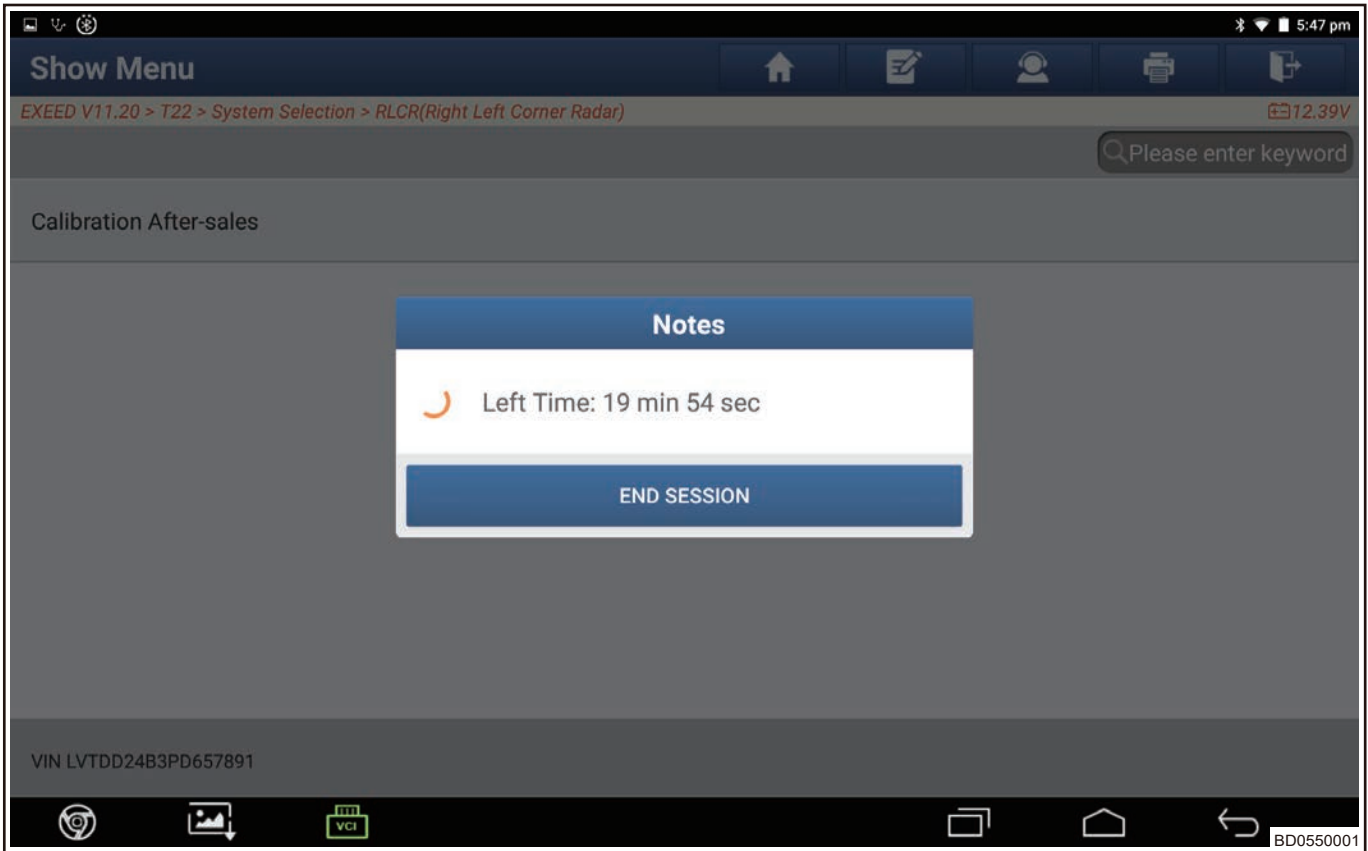 5:47 pm
Show Menu
EXEED V11.20 > T22 > System Selection > RLCR(Right Left Corner Radar)
12.39V
Please enter keyword
Calibration After-sales
Notes
Left Time: 19 min 54 sec
END SESSION
VIN LVTDD24B3PD657891
VCI
BD0550001